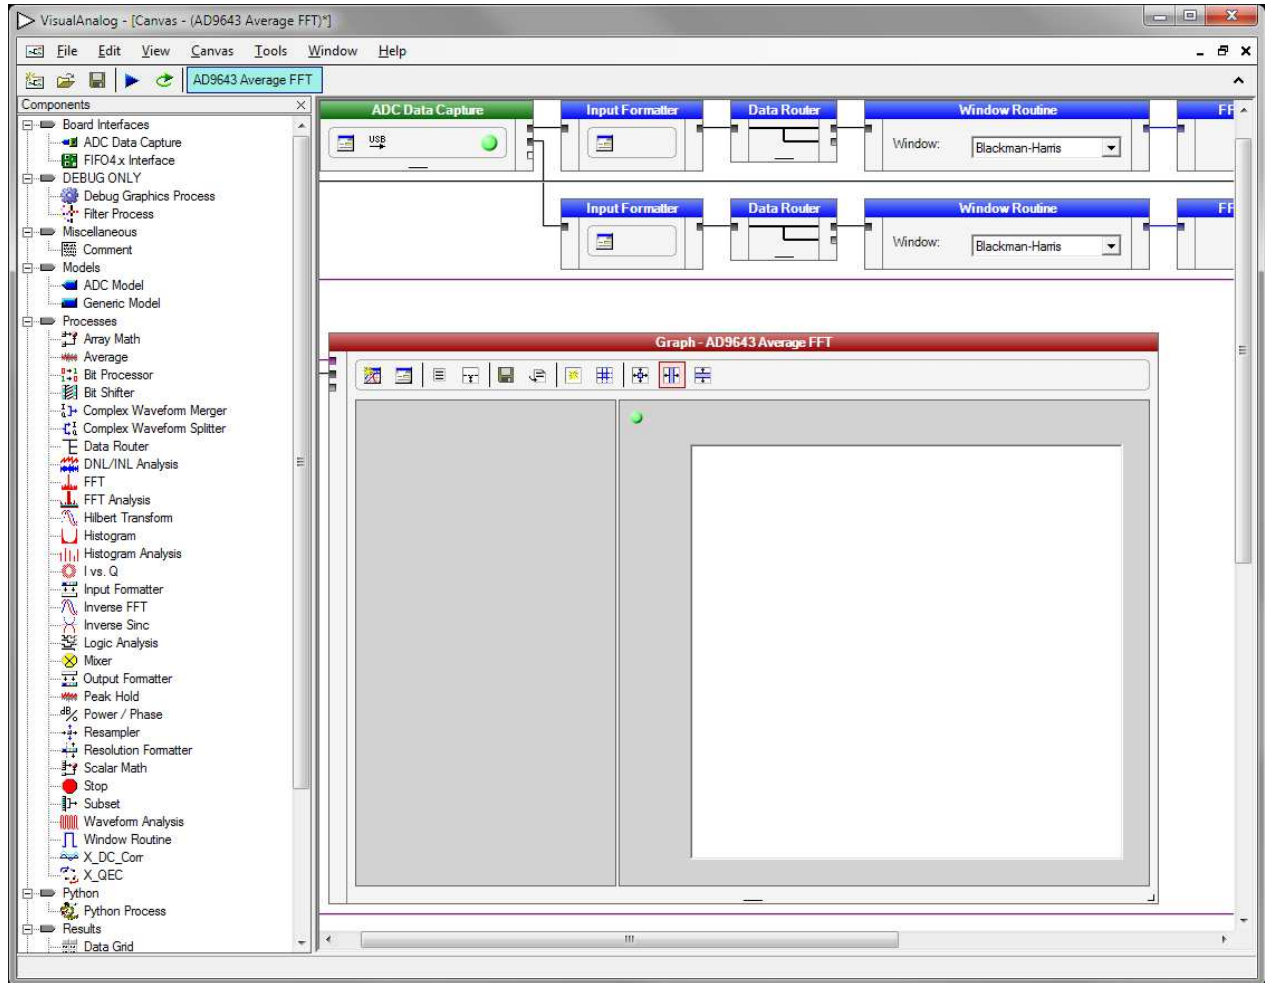 VisualAnalog - [Canvas - (AD9643 Average FFT)*]
File Edit View Canvas Tools Window Help
AD9643 Average FFT
Components
Board Interfaces
ADC Data Capture
FIFO4.x Interface
DEBUG ONLY
Debug Graphics Process
Filter Process
Miscellaneous
Comment
Models
ADC Model
Generic Model
Processes
Array Math
Average
Bit Processor
Bit Shifter
Complex Waveform Merger
Complex Waveform Splitter
Data Router
DNL/INL Analysis
FFT
FFT Analysis
Hilbert Transform
Histogram
Histogram Analysis
I vs. Q
Input Formatter
Inverse FFT
Inverse Sinc
Logic Analysis
Mixer
Output Formatter
Peak Hold
Power / Phase
Resampler
Resolution Formatter
Scalar Math
Stop
Subset
Waveform Analysis
Window Routine
X_DC_Corr
X_QEC
Python
Python Process
Results
Data Grid
ADC Data Capture Input Formatter Data Router Window Routine FF
USB
Window: Blackman-Harris
Input Formatter Data Router Window Routine FF
Window: Blackman-Harris
Graph - AD9643 Average FFT